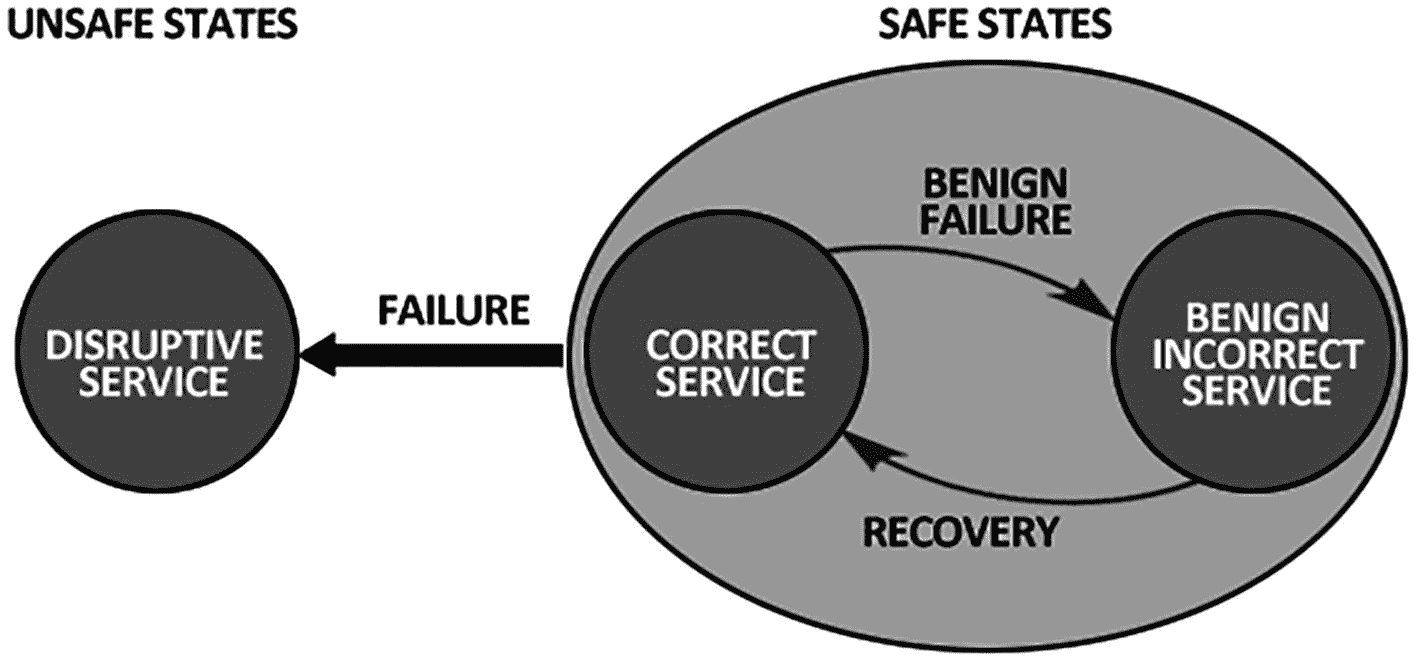 UNSAFE STATES
SAFE STATES
BENIGN
FAILURE
FAILURE
DISRUPTIVE
SERVICE
CORRECT
SERVICE
BENIGN
INCORRECT
SERVICE
RECOVERY